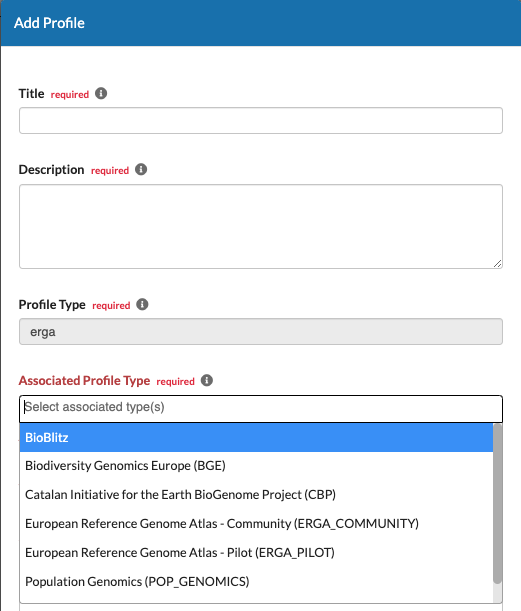 Add Profile
Title required
Description required
Profile Type required
erga
Associated Profile Type required
Select associated type(s)
BioBlitz
Biodiversity Genomics Europe (BGE)
Catalan Initiative for the Earth BioGenome Project (CBP)
European Reference Genome Atlas - Community (ERGA_COMMUNITY)
European Reference Genome Atlas - Pilot (ERGA_PILOT)
Population Genomics (POP_GENOMICS)